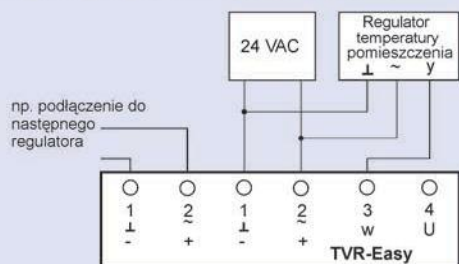 24 VAC
Regulator
temperatury
pomieszczenia
⊥ ~ y
np. podłączenie do
następnego
regulatora
1 2 1 2 3 4
⊥ ~ ⊥ ~ w U
- + - +
TVR-Easy